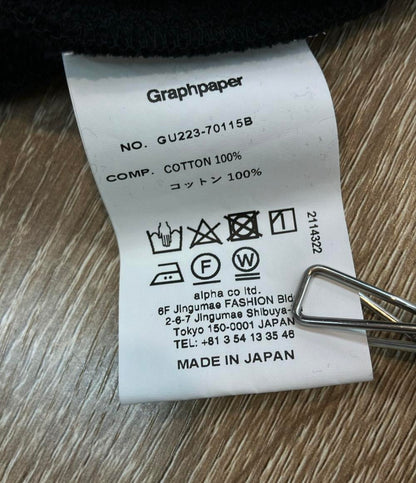 Graphpaper
NO. GU223-70115B
COMP. COTTON 100%
コットン 100%
2114322
F W
alpha co ltd.
6F Jingumae FASHION Bld
2-6-7 Jingumae Shibuya-
Tokyo 150-0001 JAPAN
TEL: +81 3 54 13 35 46
MADE IN JAPAN